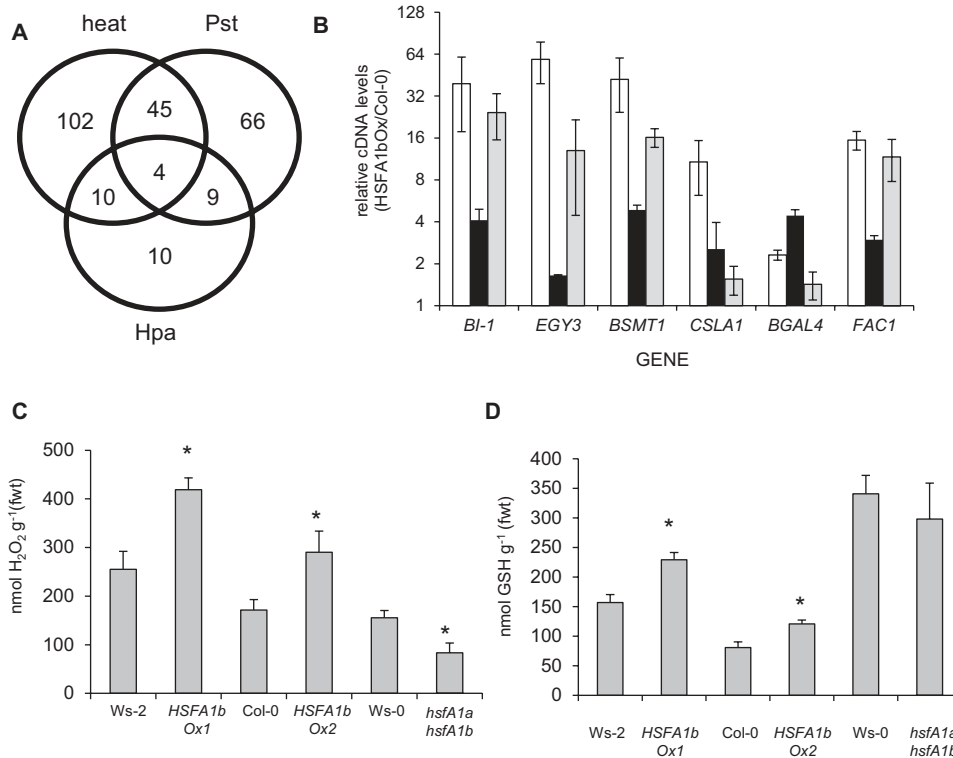 A
heat
Pst
102
45
66
4
10
9
10
Hpa
B
relative cDNA levels
(HSFA1bOx/Col-0)
128
64
32
16
8
4
2
1
BI-1
EGY3
BSMT1
CSLA1
BGAL4
FAC1
GENE
C
nmol H₂O₂ g⁻¹(fwt)
500
400
300
200
100
0
*
*
*
Ws-2
HSFA1b
Ox1
Col-0
HSFA1b
Ox2
Ws-0
hsfA1a
hsfA1b
D
nmol GSH g⁻¹ (fwt)
400
350
300
250
200
150
100
50
0
*
*
Ws-2
HSFA1b
Ox1
Col-0
HSFA1b
Ox2
Ws-0
hsfA1a
hsfA1b